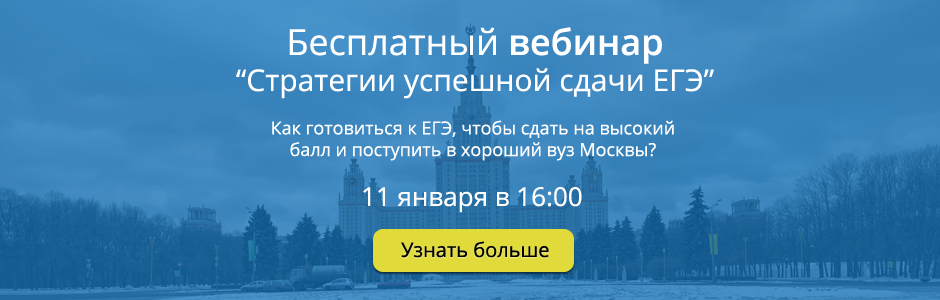 Бесплатный вебинар
“Стратегии успешной сдачи ЕГЭ”
Как готовиться к ЕГЭ, чтобы сдать на высокий
балл и поступить в хороший вуз Москвы?
11 января в 16:00
Узнать больше